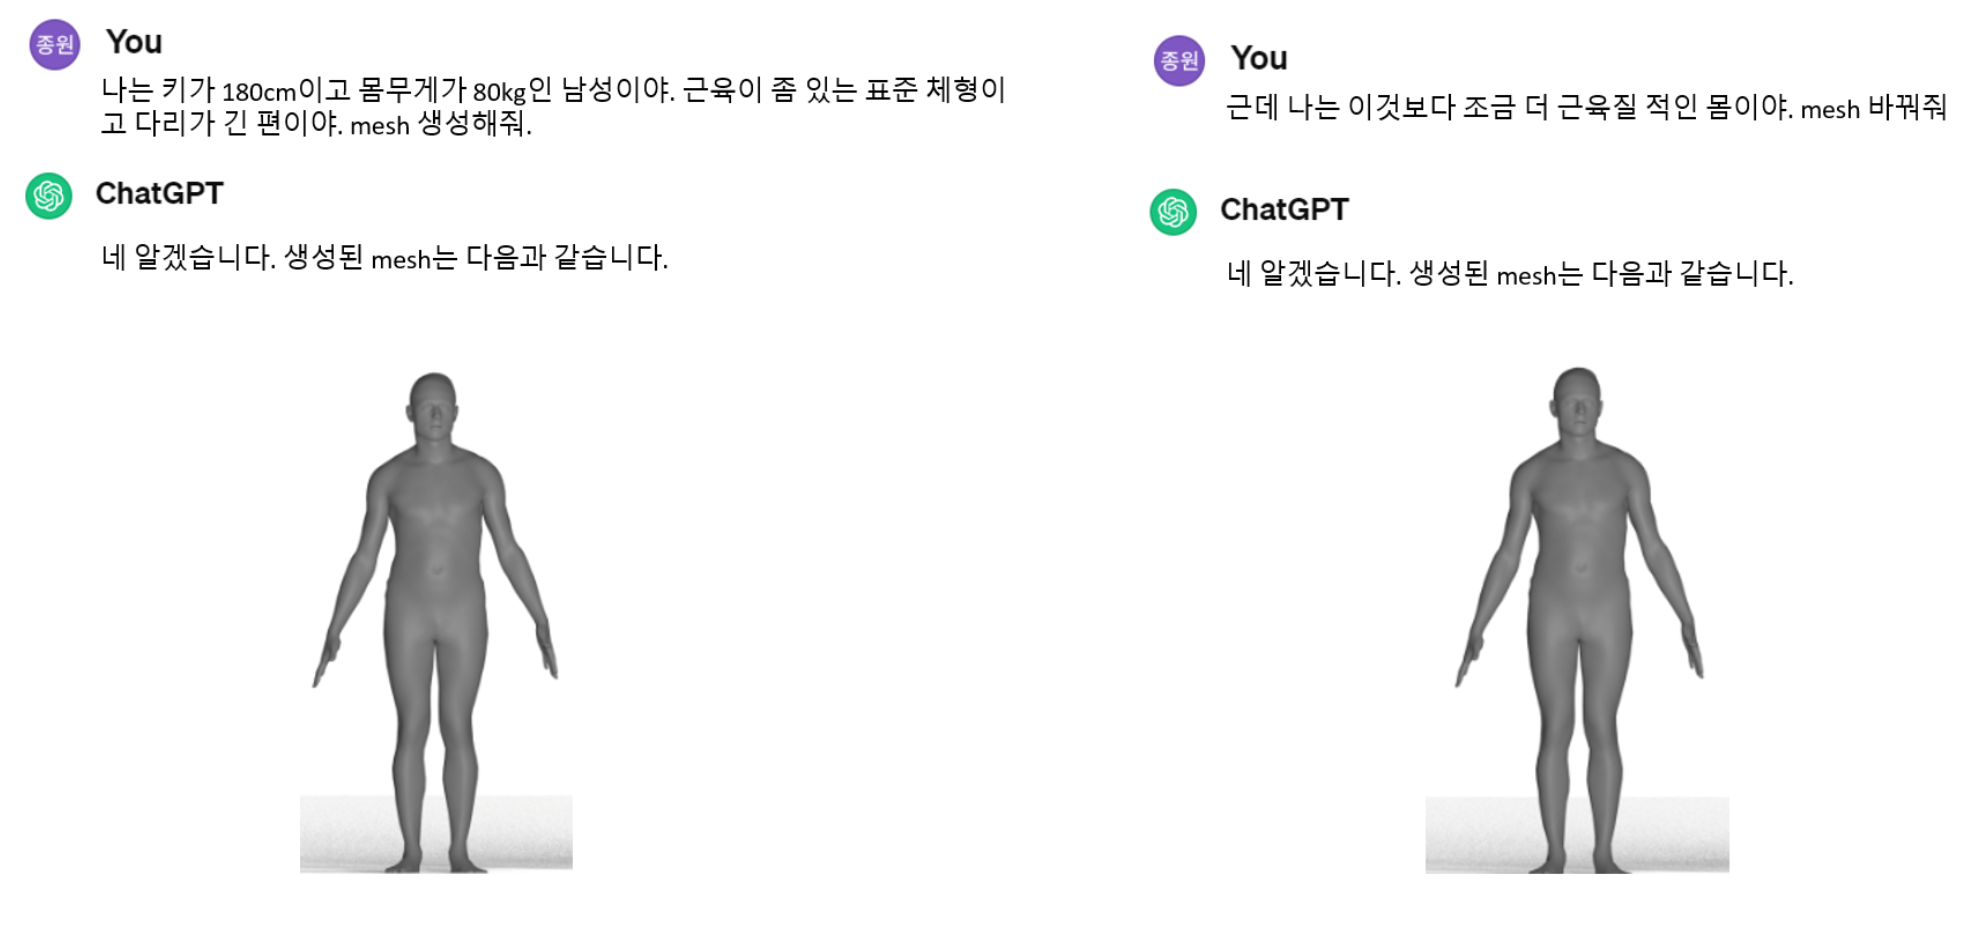 종원 You
나는 키가 180cm이고 몸무게가 80kg인 남성이야. 근육이 좀 있는 표준 체형이
고 다리가 긴 편이야. mesh 생성해줘.
ChatGPT
네 알겠습니다. 생성된 mesh는 다음과 같습니다.
종원 You
근데 나는 이것보다 조금 더 근육질 적인 몸이야. mesh 바꿔줘
ChatGPT
네 알겠습니다. 생성된 mesh는 다음과 같습니다.